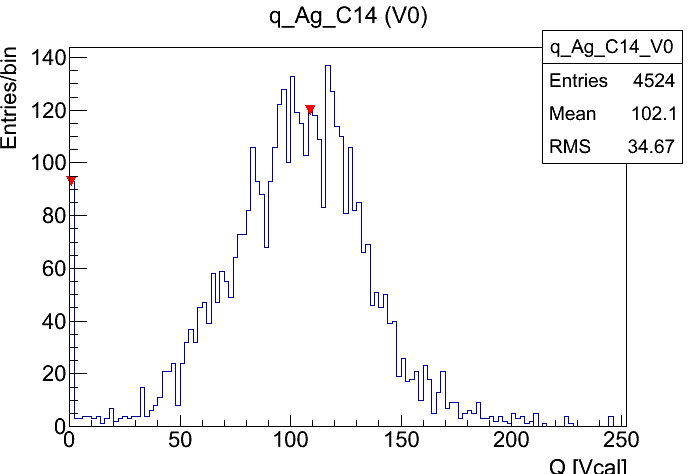 q_Ag_C14 (V0)
Entries/bin
q_Ag_C14_V0
Entries 4524
Mean 102.1
RMS 34.67
140
120
100
80
60
40
20
0
0 50 100 150 200 250
Q [Vcal]